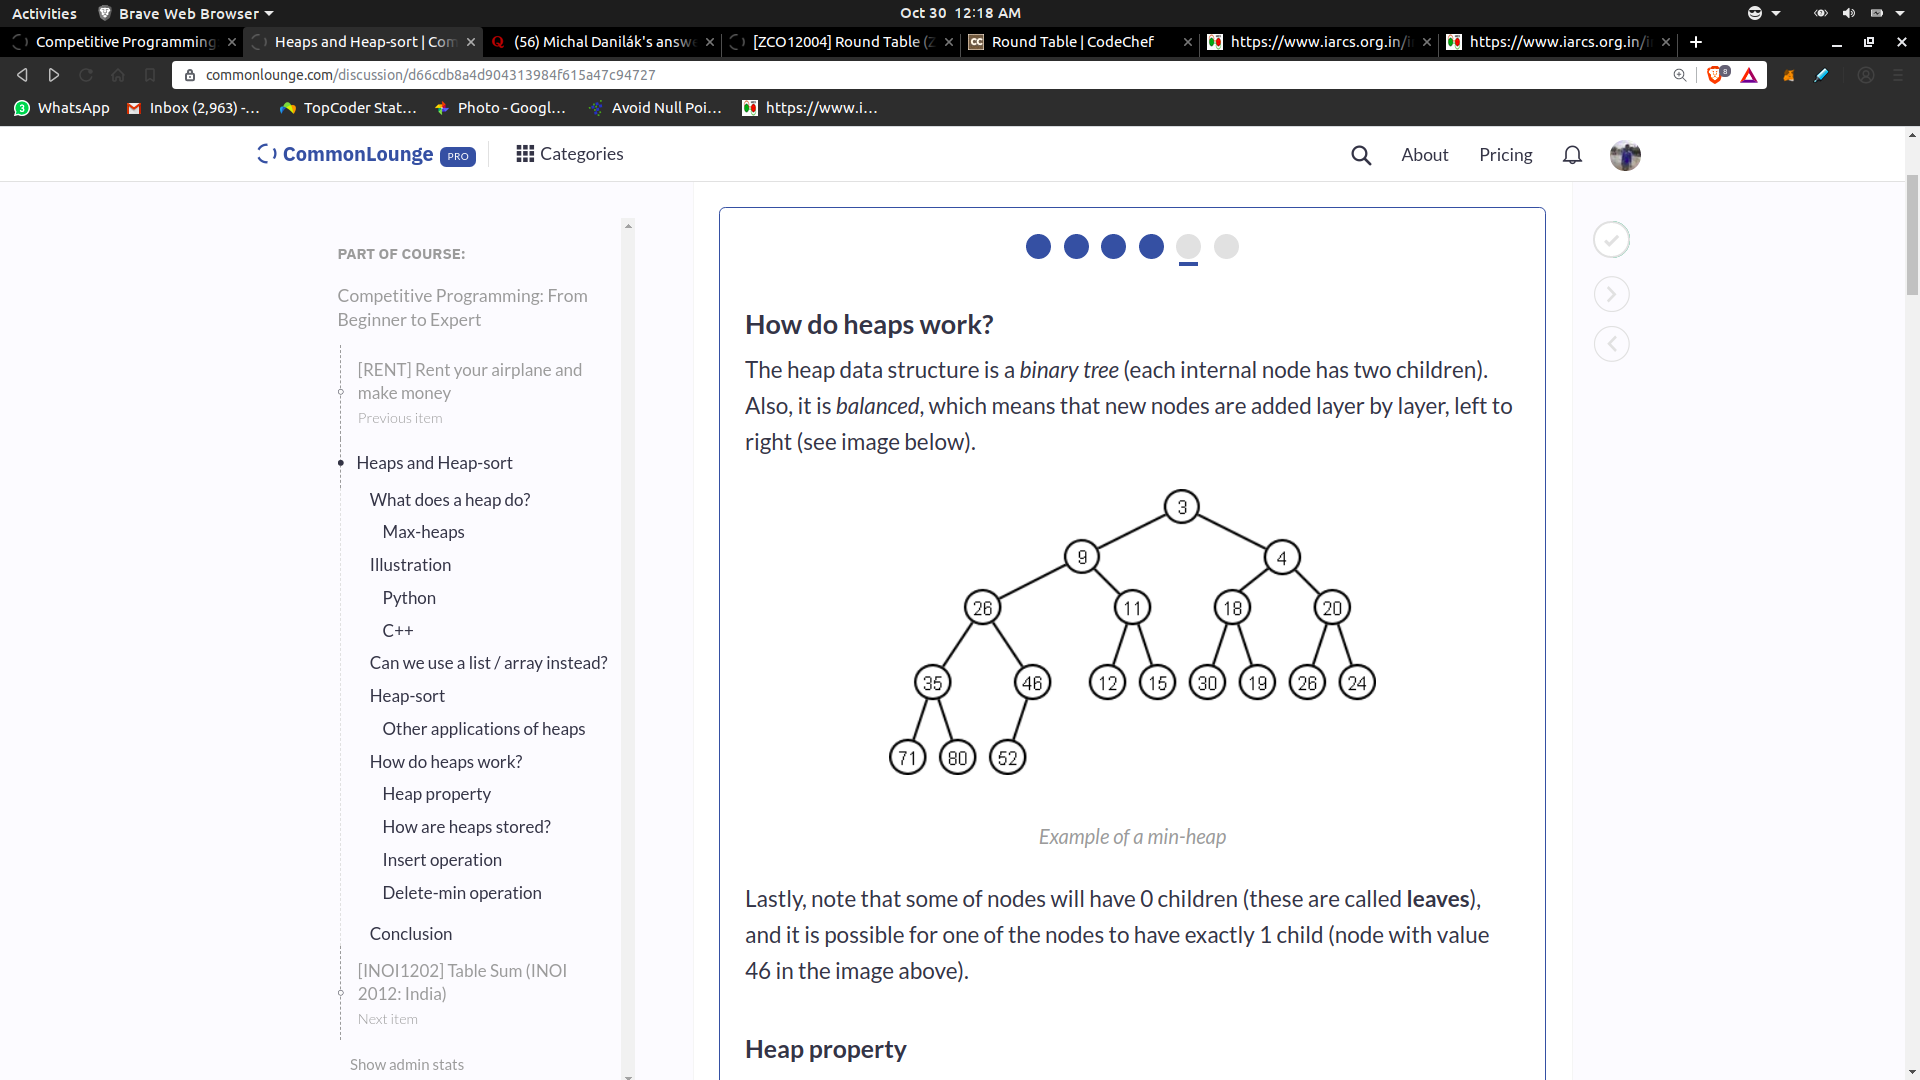 Activities Brave Web Browser Oct 30 12:18 AM
Competitive Programming Heaps and Heap-sort | Com (56) Michal Danilák's answ [ZCO12004] Round Table (Z Round Table | CodeChef https://www.iarcs.org.in/i https://www.iarcs.org.in/i
commonlounge.com/discussion/d66cdb8a4d904313984f615a47c94727 8
3 WhatsApp Inbox (2,963) -... TopCoder Stat... Photo - Googl... Avoid Null Poi... https://www.i...
CommonLounge PRO Categories About Pricing
PART OF COURSE:
Competitive Programming: From
Beginner to Expert
[RENT] Rent your airplane and
make money
Previous item
Heaps and Heap-sort
What does a heap do?
Max-heaps
Illustration
Python
C++
Can we use a list / array instead?
Heap-sort
Other applications of heaps
How do heaps work?
Heap property
How are heaps stored?
Insert operation
Delete-min operation
Conclusion
[INOI1202] Table Sum (INOI
2012: India)
Next item
Show admin stats
How do heaps work?
The heap data structure is a binary tree (each internal node has two children).
Also, it is balanced, which means that new nodes are added layer by layer, left to
right (see image below).
3
9 4
26 11 18 20
35 46 12 15 30 19 26 24
71 80 52
Example of a min-heap
Lastly, note that some of nodes will have 0 children (these are called leaves),
and it is possible for one of the nodes to have exactly 1 child (node with value
46 in the image above).
Heap property